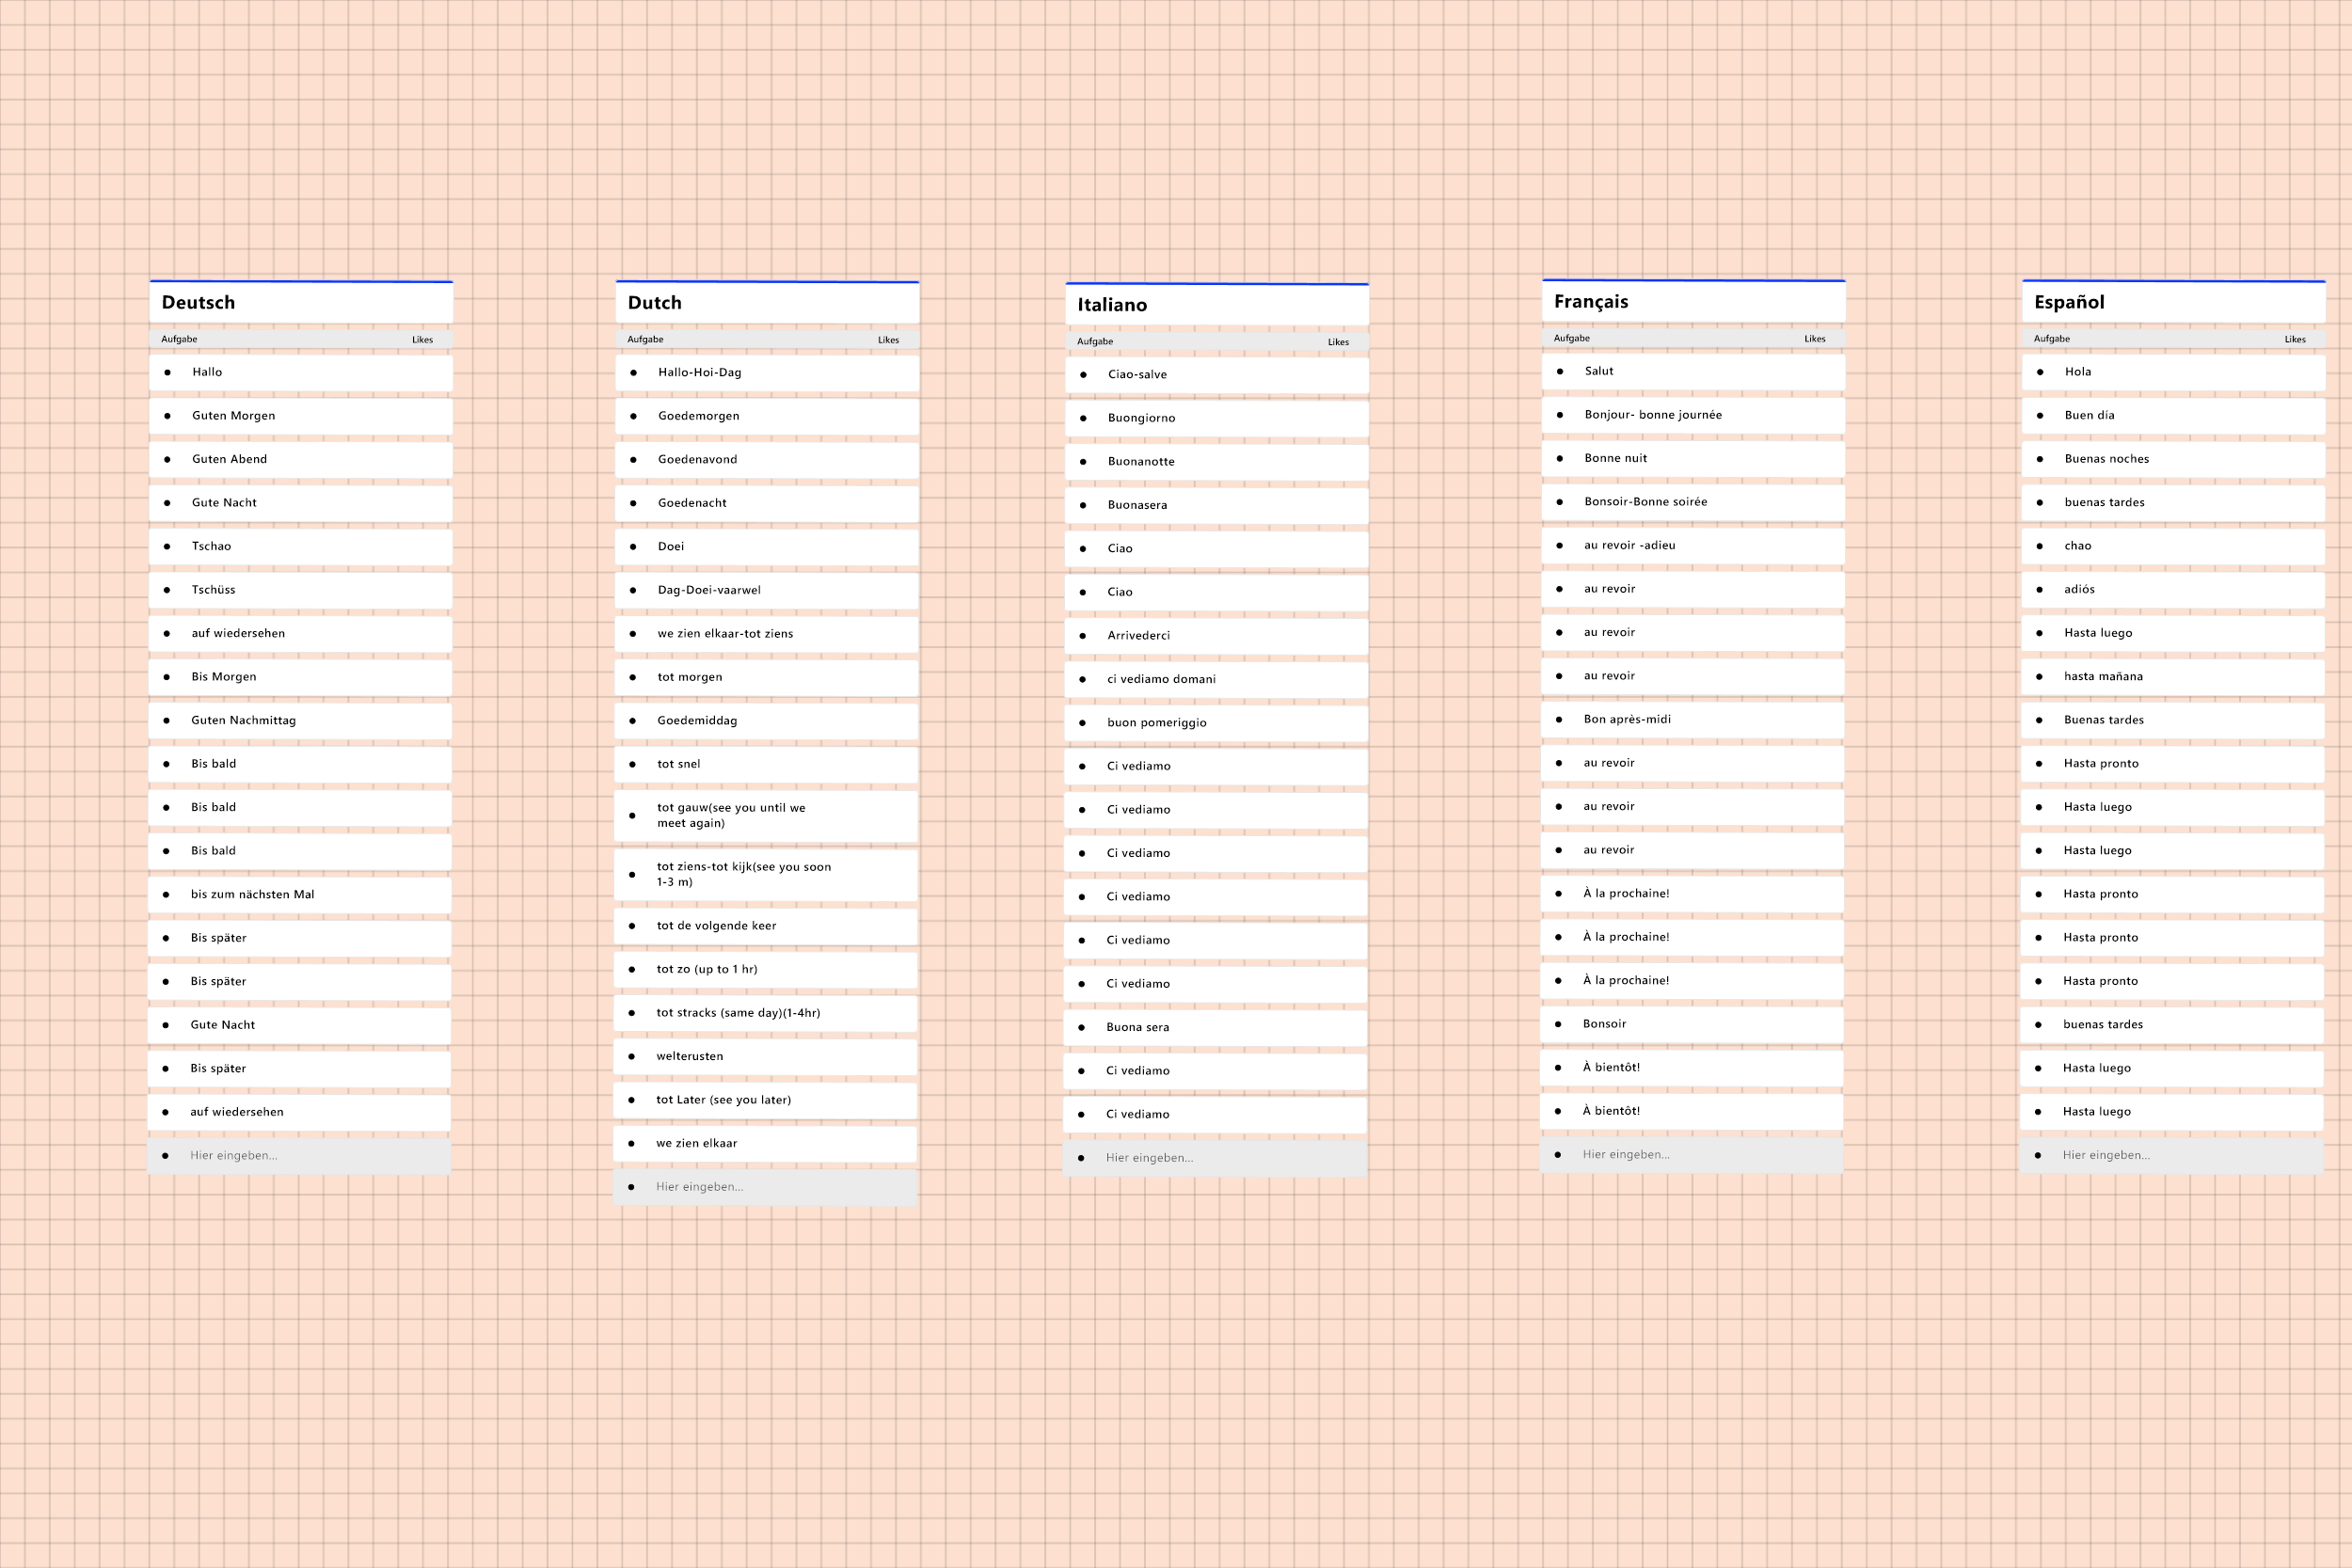 Deutsch
Aufgabe Likes
Hallo
Guten Morgen
Guten Abend
Gute Nacht
Tschao
Tschüss
auf wiedersehen
Bis Morgen
Guten Nachmittag
Bis bald
Bis bald
Bis bald
bis zum nächsten Mal
Bis später
Bis später
Gute Nacht
Bis später
auf wiedersehen
Hier eingeben...
Dutch
Aufgabe Likes
Hallo-Hoi-Dag
Goedemorgen
Goedenavond
Goedenacht
Doei
Dag-Doei-vaarwel
we zien elkaar-tot ziens
tot morgen
Goedemiddag
tot snel
tot gauw(see you until we
meet again)
tot ziens-tot kijk(see you soon
1-3 m)
tot de volgende keer
tot zo (up to 1 hr)
tot stracks (same day)(1-4hr)
welterusten
tot Later (see you later)
we zien elkaar
Hier eingeben...
Italiano
Aufgabe Likes
Ciao-salve
Buongiorno
Buonanotte
Buonasera
Ciao
Ciao
Arrivederci
ci vediamo domani
buon pomeriggio
Ci vediamo
Ci vediamo
Ci vediamo
Ci vediamo
Ci vediamo
Ci vediamo
Buona sera
Ci vediamo
Ci vediamo
Hier eingeben...
Français
Aufgabe Likes
Salut
Bonjour- bonne journée
Bonne nuit
Bonsoir-Bonne soirée
au revoir -adieu
au revoir
au revoir
au revoir
Bon après-midi
au revoir
au revoir
au revoir
À la prochaine!
À la prochaine!
À la prochaine!
Bonsoir
À bientôt!
À bientôt!
Hier eingeben...
Español
Aufgabe Likes
Hola
Buen día
Buenas noches
buenas tardes
chao
adiós
Hasta luego
hasta mañana
Buenas tardes
Hasta pronto
Hasta luego
Hasta luego
Hasta pronto
Hasta pronto
Hasta pronto
buenas tardes
Hasta luego
Hasta luego
Hier eingeben...